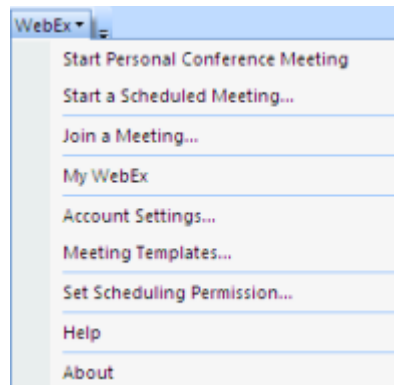 WebEx
Start Personal Conference Meeting
Start a Scheduled Meeting...
Join a Meeting...
My WebEx
Account Settings...
Meeting Templates...
Set Scheduling Permission...
Help
About